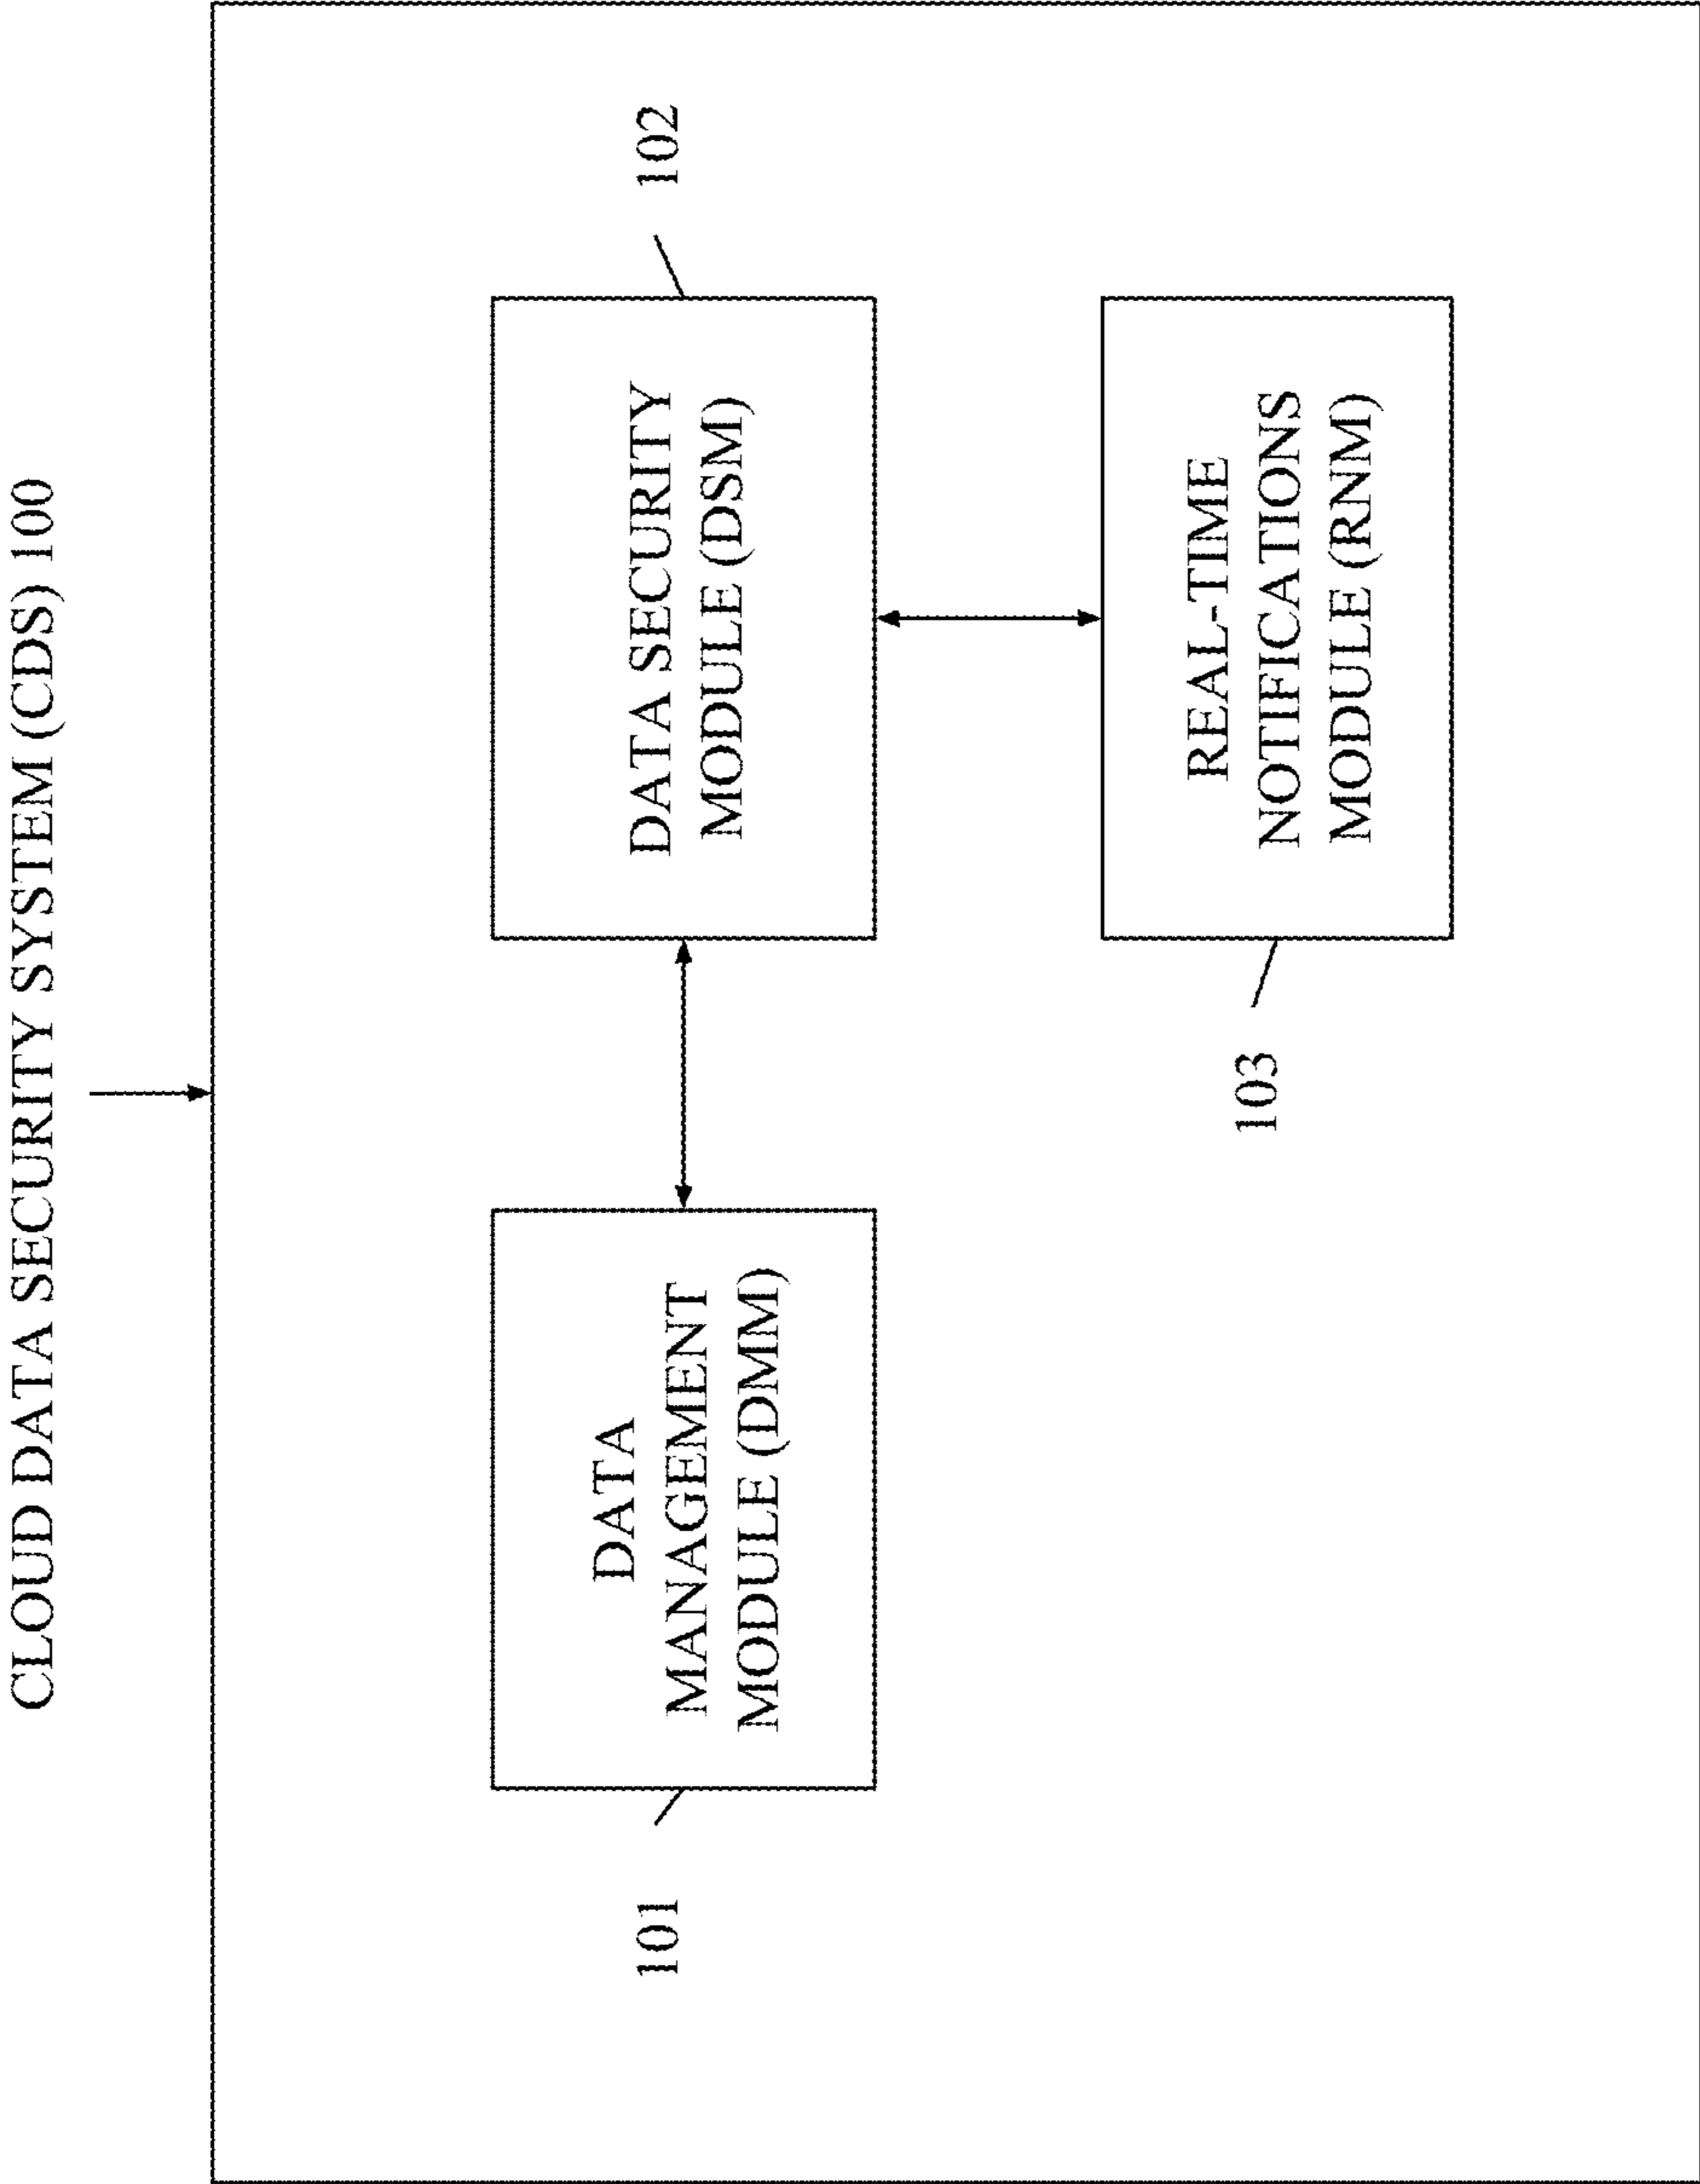 CLOUD DATA SECURITY SYSTEM (CDS) 100
101
DATA
MANAGEMENT
MODULE (DMM)
DATA SECURITY
MODULE (DSM)
102
103
REAL-TIME
NOTIFICATIONS
MODULE (RNM)